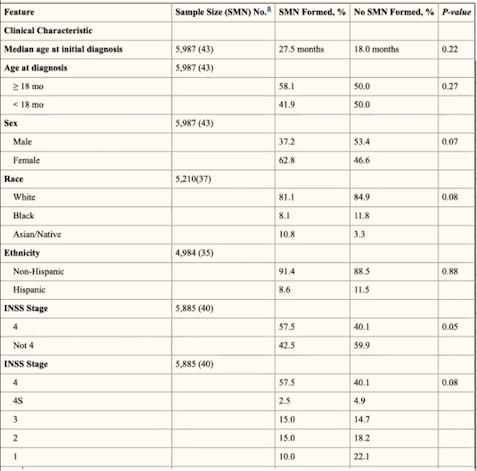 Feature Sample Size (SMN) No.a SMN Formed, % No SMN Formed, % P-value
Clinical Characteristic
Median age at initial diagnosis 5,987 (43) 27.5 months 18.0 months 0.22
Age at diagnosis 5,987 (43)
≥ 18 mo 58.1 50.0 0.27
< 18 mo 41.9 50.0
Sex 5,987 (43)
Male 37.2 53.4 0.07
Female 62.8 46.6
Race 5,210(37)
White 81.1 84.9 0.08
Black 8.1 11.8
Asian/Native 10.8 3.3
Ethnicity 4,984 (35)
Non-Hispanic 91.4 88.5 0.88
Hispanic 8.6 11.5
INSS Stage 5,885 (40)
4 57.5 40.1 0.05
Not 4 42.5 59.9
INSS Stage 5,885 (40)
4 57.5 40.1 0.08
4S 2.5 4.9
3 15.0 14.7
2 15.0 18.2
1 10.0 22.1